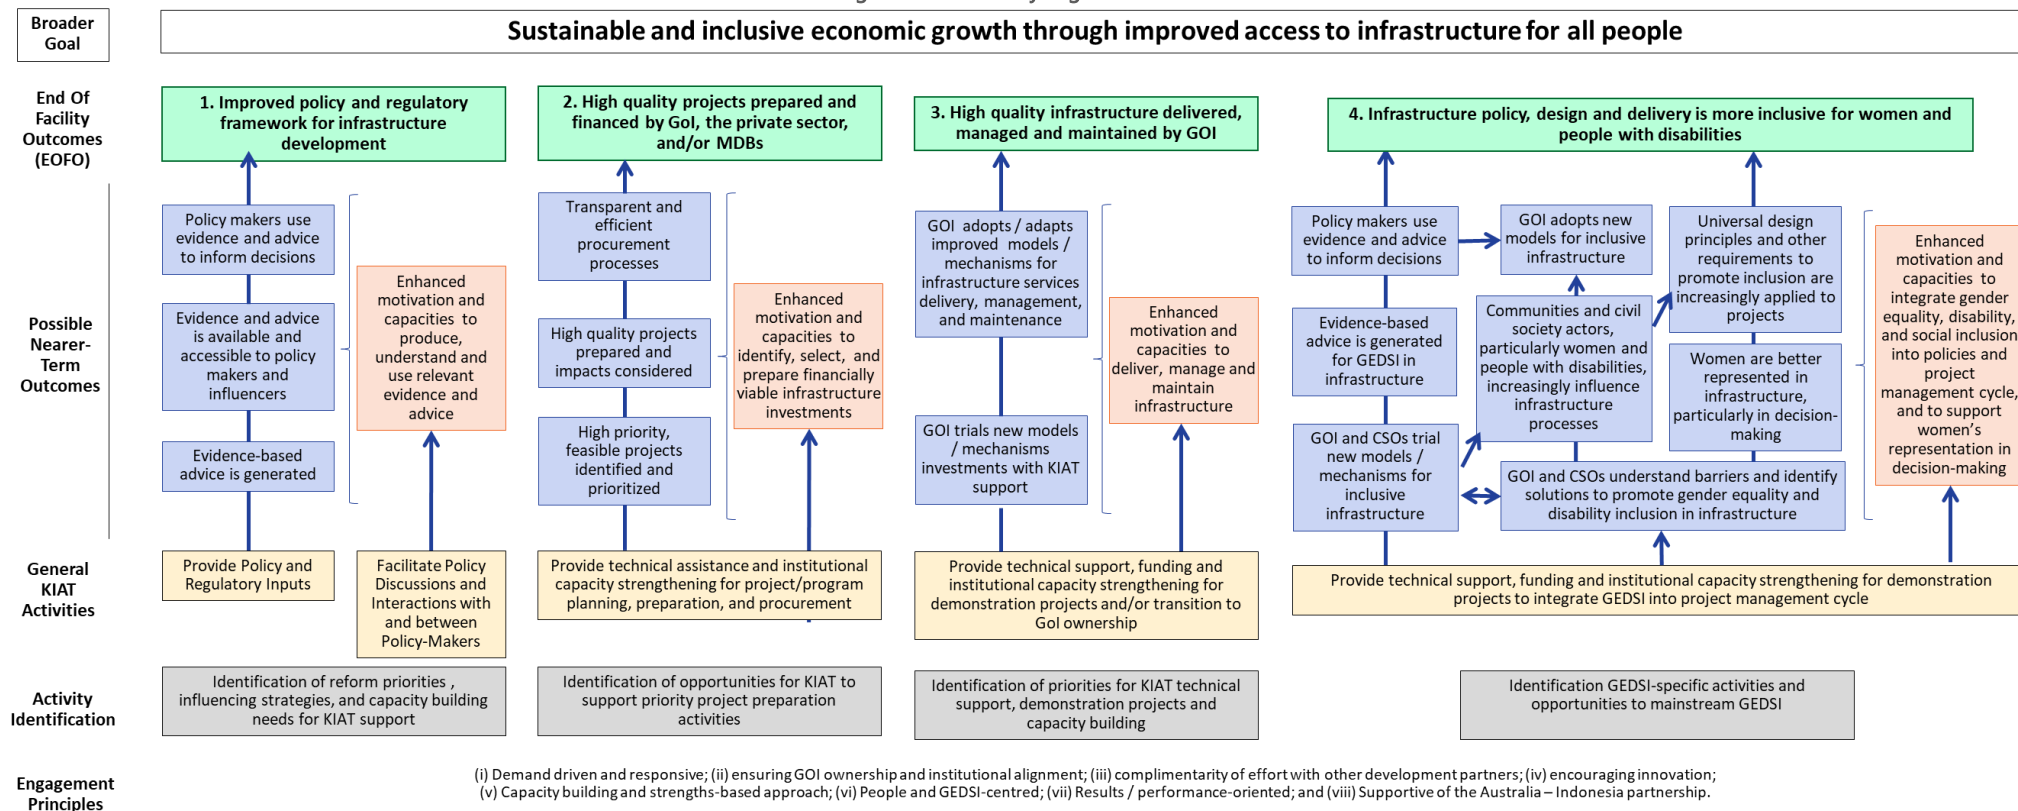 Broader
Goal
Sustainable and inclusive economic growth through improved access to infrastructure for all people
End Of
Facility
Outcomes
(EOFO)
1. Improved policy and regulatory
framework for infrastructure
development
2. High quality projects prepared and
financed by GoI, the private sector,
and/or MDBs
3. High quality infrastructure delivered,
managed and maintained by GOI
4. Infrastructure policy, design and delivery is more inclusive for women and
people with disabilities
Possible
Nearer-
Term
Outcomes
Policy makers use
evidence and advice
to inform decisions
Evidence and advice
is available and
accessible to policy
makers and
influencers
Evidence-based
advice is generated
Enhanced
motivation and
capacities to
produce,
understand and
use relevant
evidence and
advice
Transparent and
efficient
procurement
processes
High quality projects
prepared and
impacts considered
High priority,
feasible projects
identified and
prioritized
Enhanced
motivation and
capacities to
identify, select, and
prepare financially
viable infrastructure
investments
GOI adopts / adapts
improved models /
mechanisms for
infrastructure services
delivery, management,
and maintenance
GOI trials new models
/ mechanisms
investments with KIAT
support
Enhanced
motivation and
capacities to
deliver, manage and
maintain
infrastructure
Policy makers use
evidence and advice
to inform decisions
Evidence-based
advice is generated
for GEDSI in
infrastructure
GOI and CSOs trial
new models /
mechanisms for
inclusive
infrastructure
GOI adopts new
models for inclusive
infrastructure
Communities and civil
society actors,
particularly women and
people with disabilities,
increasingly influence
infrastructure
processes
Universal design
principles and other
requirements to
promote inclusion are
increasingly applied to
projects
Women are better
represented in
infrastructure,
particularly in decision-
making
GOI and CSOs understand barriers and identify
solutions to promote gender equality and
disability inclusion in infrastructure
Enhanced
motivation and
capacities to
integrate gender
equality, disability,
and social inclusion
into policies and
project
management cycle,
and to support
women's
representation in
decision-making
General
KIAT
Activities
Provide Policy and
Regulatory Inputs
Facilitate Policy
Discussions and
Interactions with
and between
Policy-Makers
Provide technical assistance and institutional
capacity strengthening for project/program
planning, preparation, and procurement
Provide technical support, funding and
institutional capacity strengthening for
demonstration projects and/or transition to
GoI ownership
Provide technical support, funding and institutional capacity strengthening for demonstration
projects to integrate GEDSI into project management cycle
Activity
Identification
Identification of reform priorities ,
influencing strategies, and capacity building
needs for KIAT support
Identification of opportunities for KIAT to
support priority project preparation
activities
Identification of priorities for KIAT technical
support, demonstration projects and
capacity building
Identification GEDSI-specific activities and
opportunities to mainstream GEDSI
Engagement
Principles
(i) Demand driven and responsive; (ii) ensuring GOI ownership and institutional alignment; (iii) complimentarity of effort with other development partners; (iv) encouraging innovation;
(v) Capacity building and strengths-based approach; (vi) People and GEDSI-centred; (vii) Results / performance-oriented; and (viii) Supportive of the Australia – Indonesia partnership.